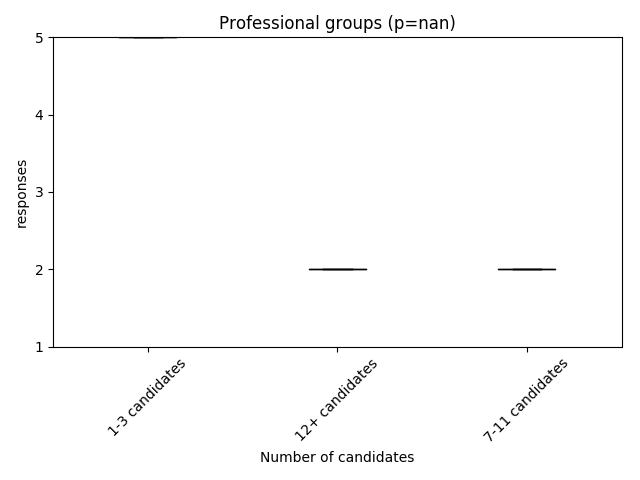 Professional groups (p=nan)
5
4
3
2
1
responses
1-3 candidates
12+ candidates
7-11 candidates
Number of candidates